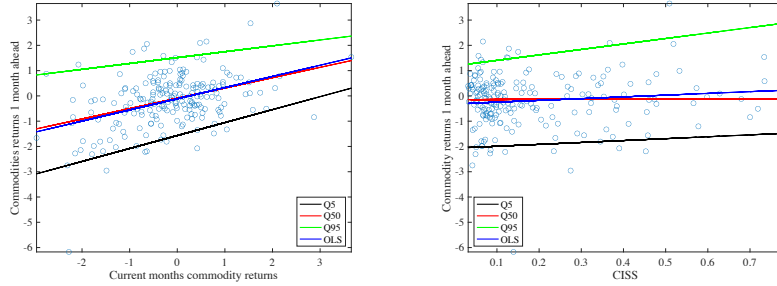 Commodities returns 1 month ahead
3
2
1
0
-1
-2
-3
-4
-5
-6
-2 -1 0 1 2 3
Current months commodity returns
Q5
Q50
Q95
OLS
Commodity returns 1 month ahead
3
2
1
0
-1
-2
-3
-4
-5
-6
0.1 0.2 0.3 0.4 0.5 0.6 0.7
CISS
Q5
Q50
Q95
OLS